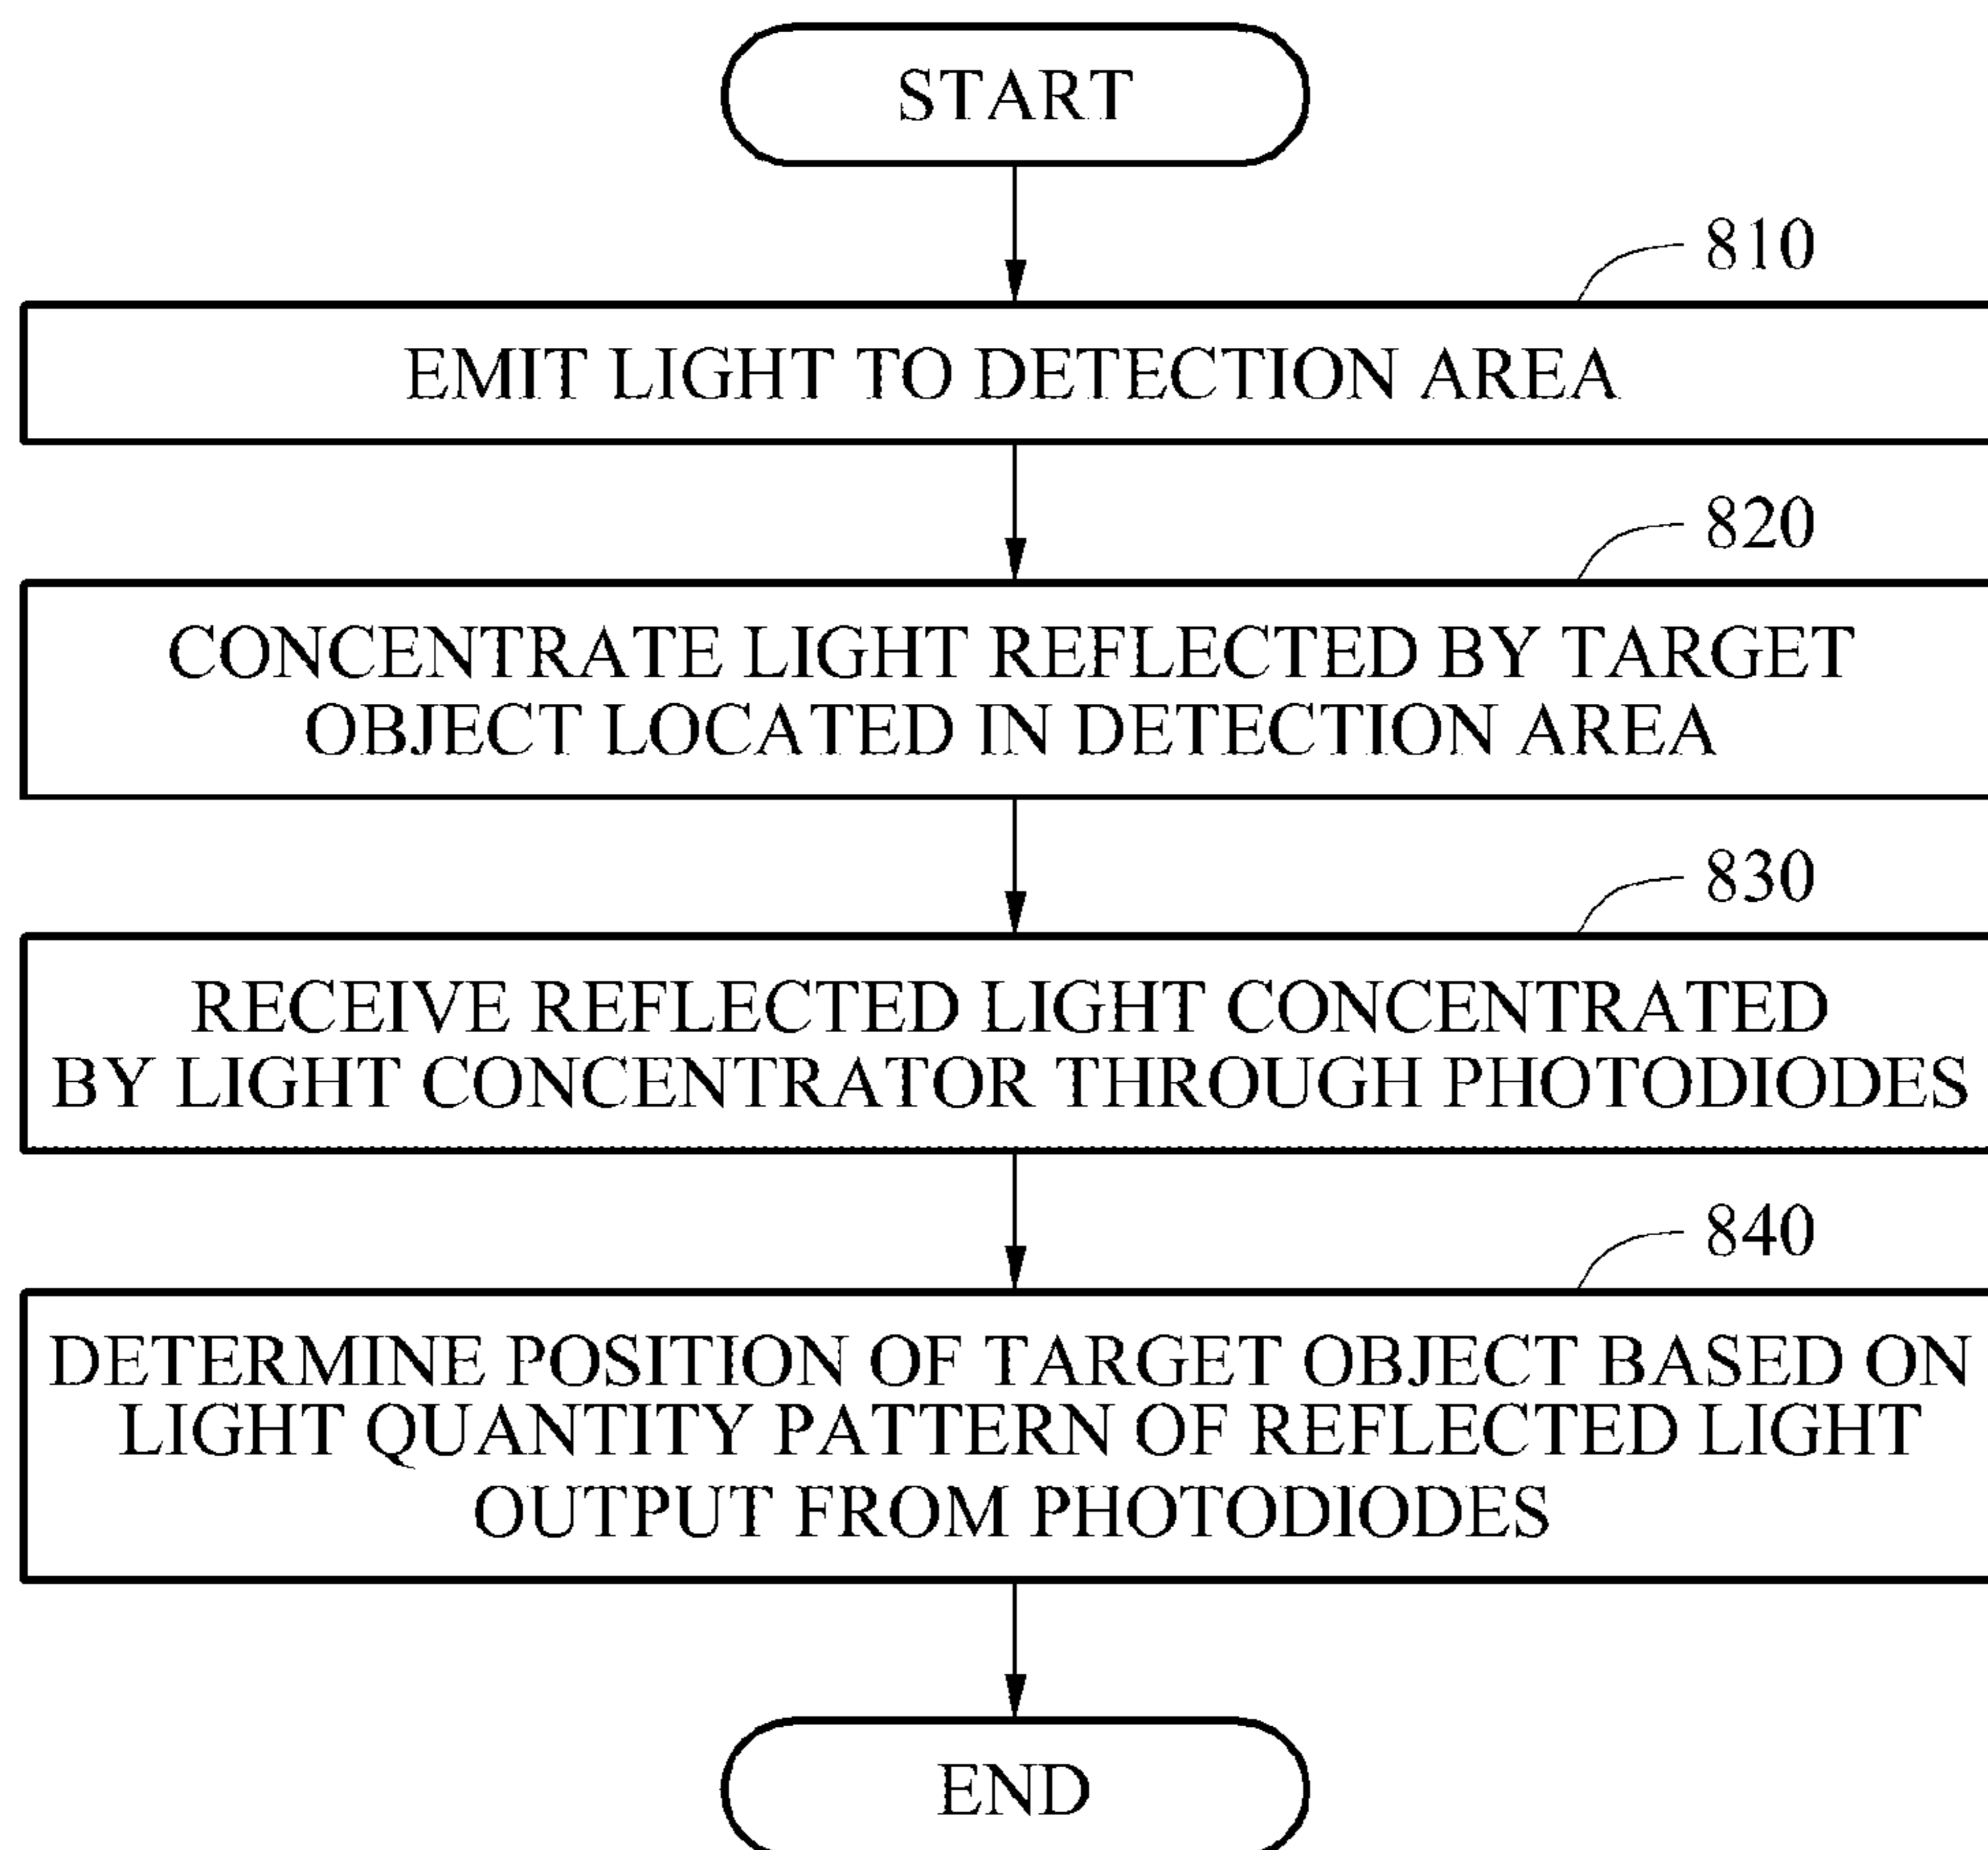 START
810
EMIT LIGHT TO DETECTION AREA
820
CONCENTRATE LIGHT REFLECTED BY TARGET
OBJECT LOCATED IN DETECTION AREA
830
RECEIVE REFLECTED LIGHT CONCENTRATED
BY LIGHT CONCENTRATOR THROUGH PHOTODIODES
840
DETERMINE POSITION OF TARGET OBJECT BASED ON
LIGHT QUANTITY PATTERN OF REFLECTED LIGHT
OUTPUT FROM PHOTODIODES
END